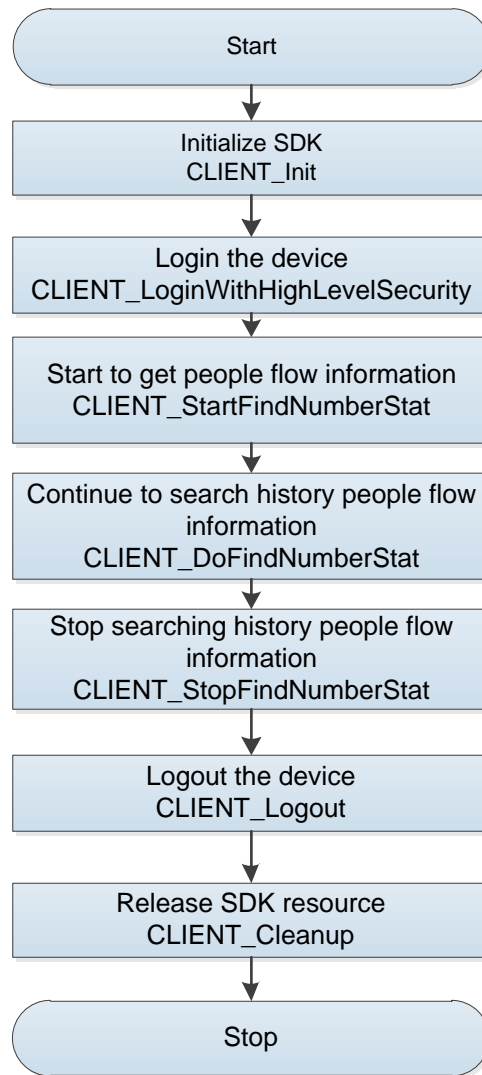 Start
Initialize SDK
CLIENT_Init
Login the device
CLIENT_LoginWithHighLevelSecurity
Start to get people flow information
CLIENT_StartFindNumberStat
Continue to search history people flow
information
CLIENT_DoFindNumberStat
Stop searching history people flow
information
CLIENT_StopFindNumberStat
Logout the device
CLIENT_Logout
Release SDK resource
CLIENT_Cleanup
Stop